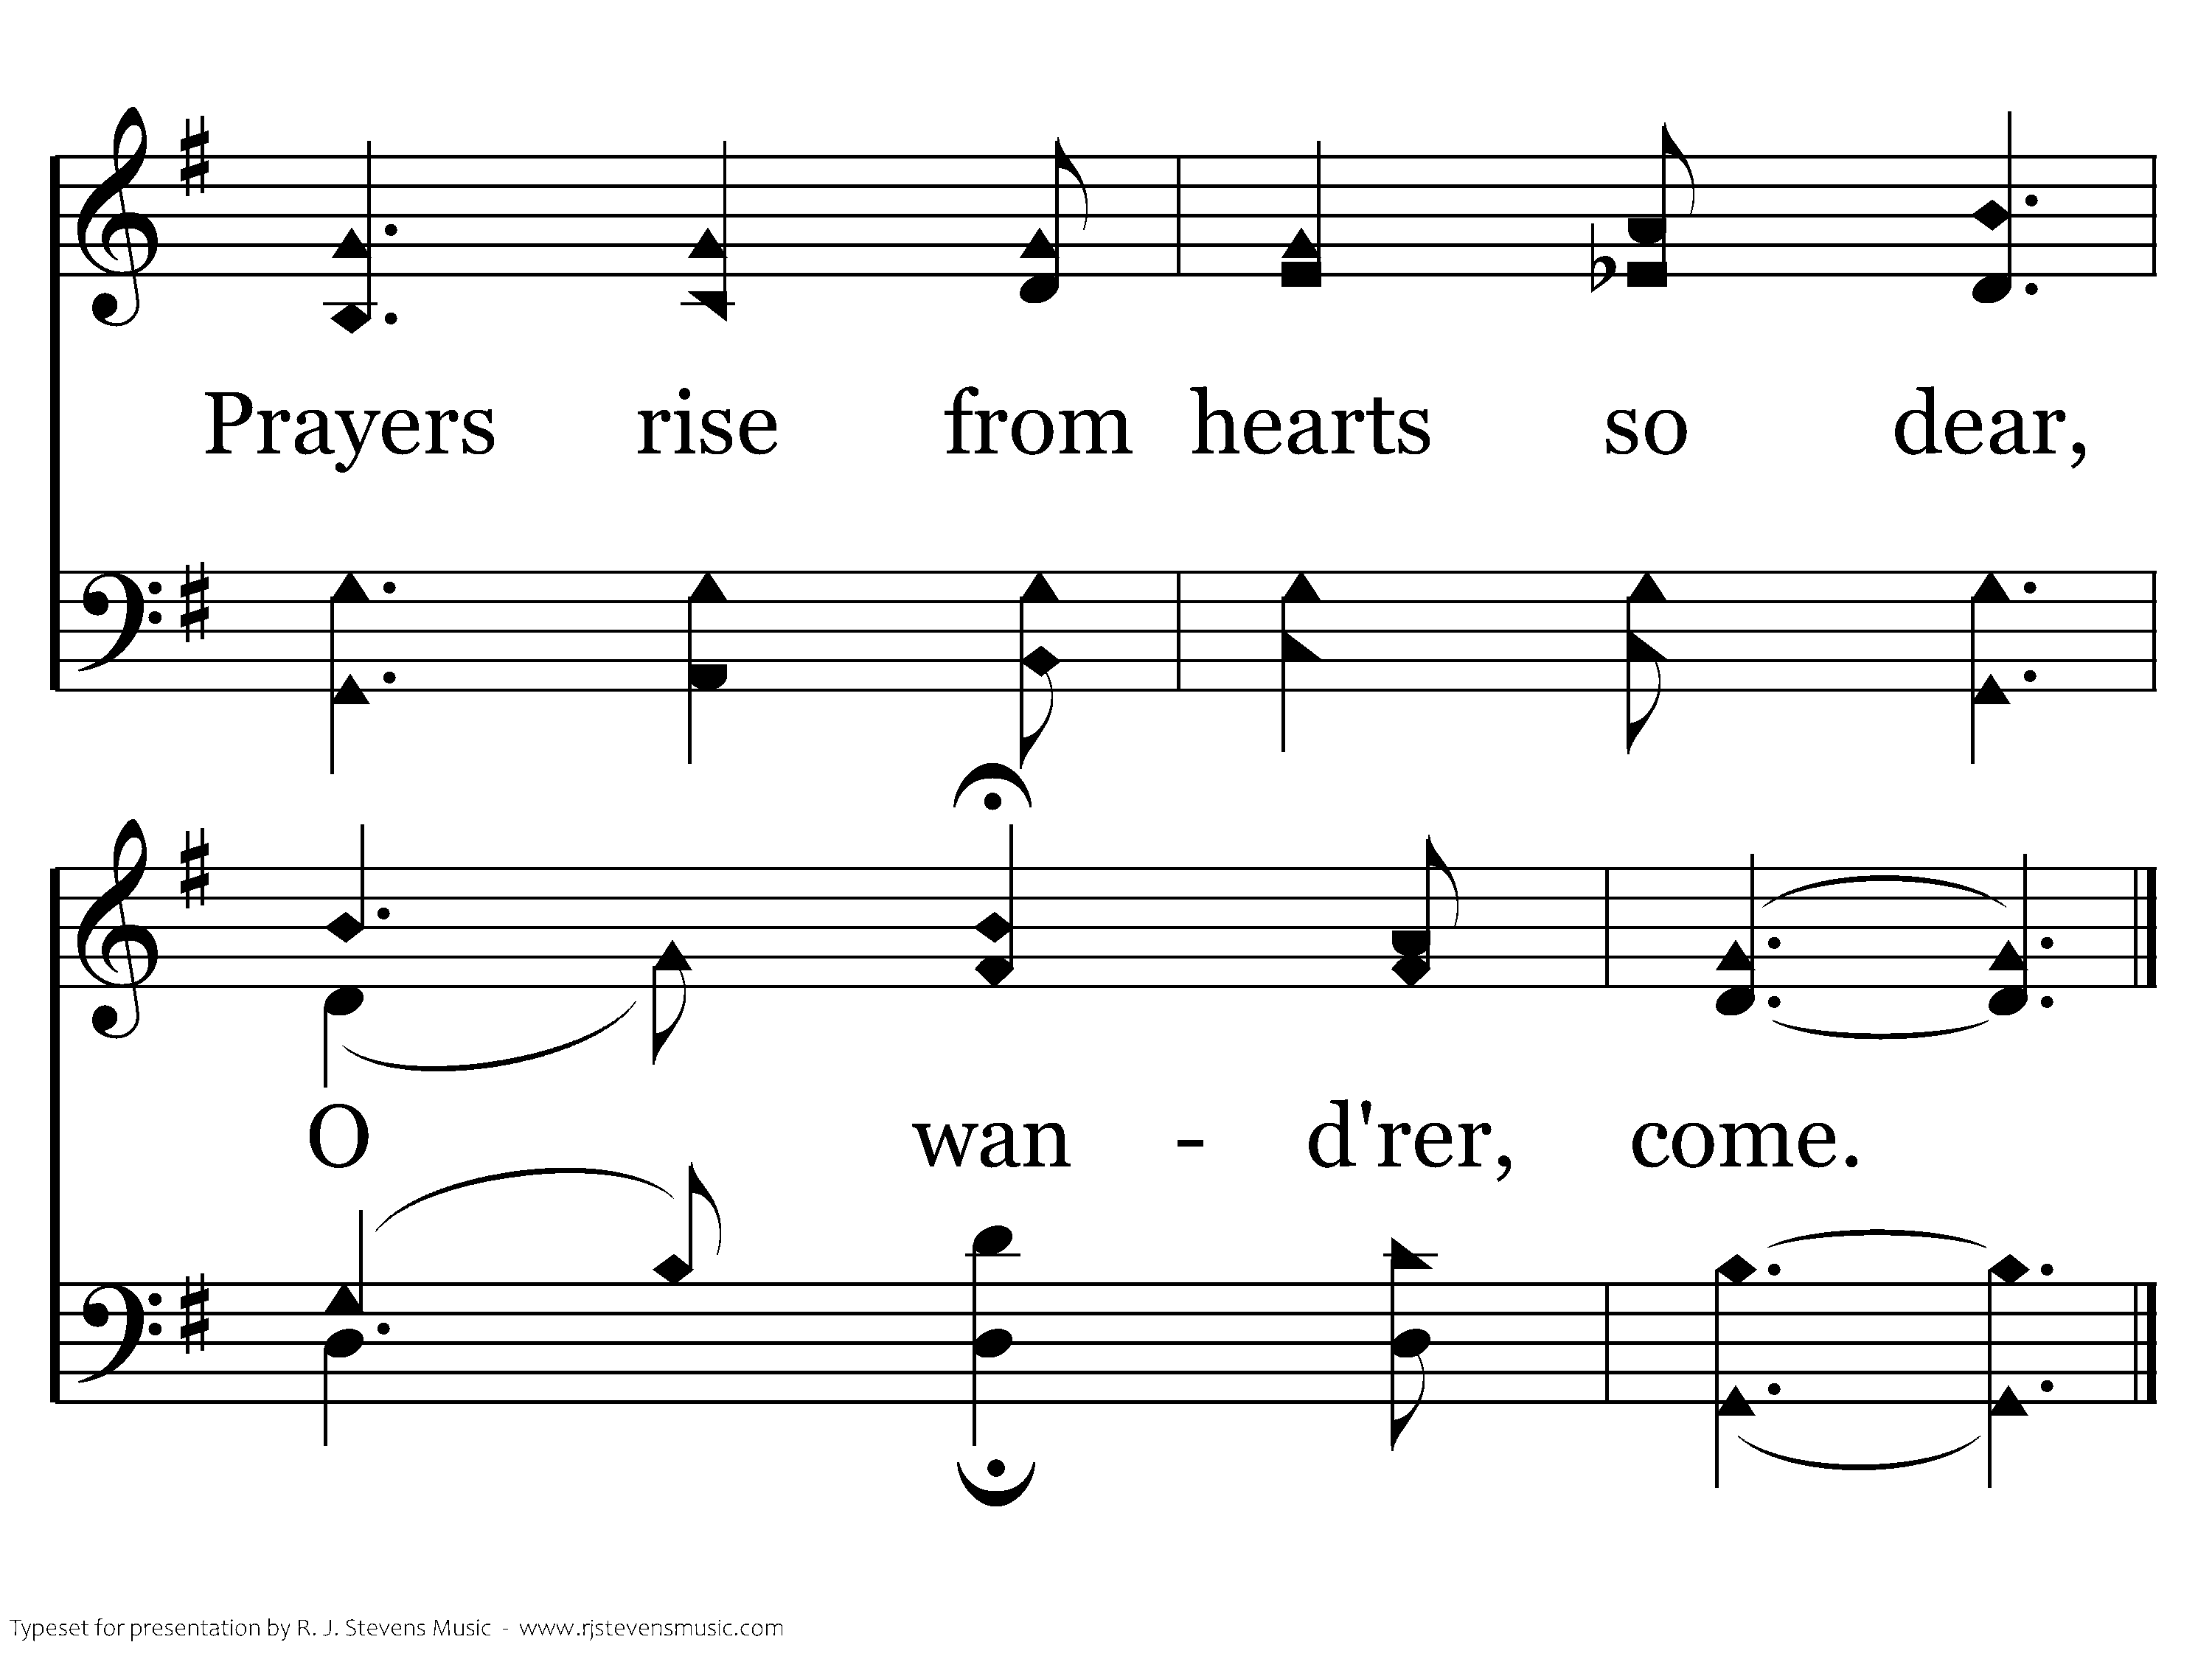 Prayers rise from hearts so dear,
O wan - d'rer, come.
Typeset for presentation by R. J. Stevens Music - www.rjstevensmusic.com